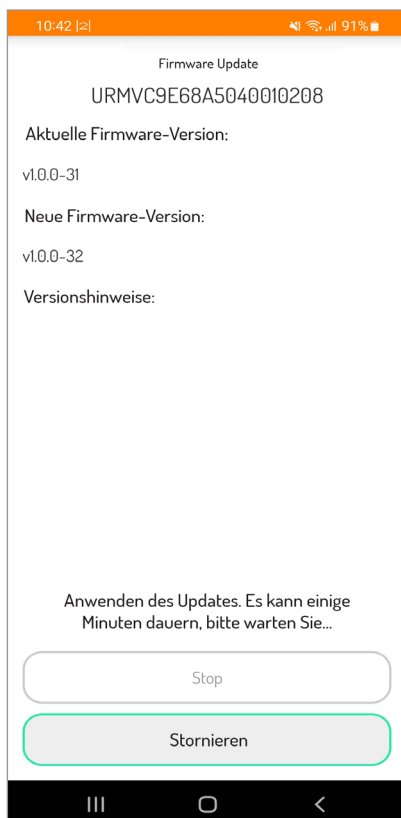 10:42 |2| 91%
Firmware Update
URMVC9E68A5040010208
Aktuelle Firmware-Version:
v1.0.0-31
Neue Firmware-Version:
v1.0.0-32
Versionshinweise:
Anwenden des Updates. Es kann einige
Minuten dauern, bitte warten Sie...
Stop
Stornieren